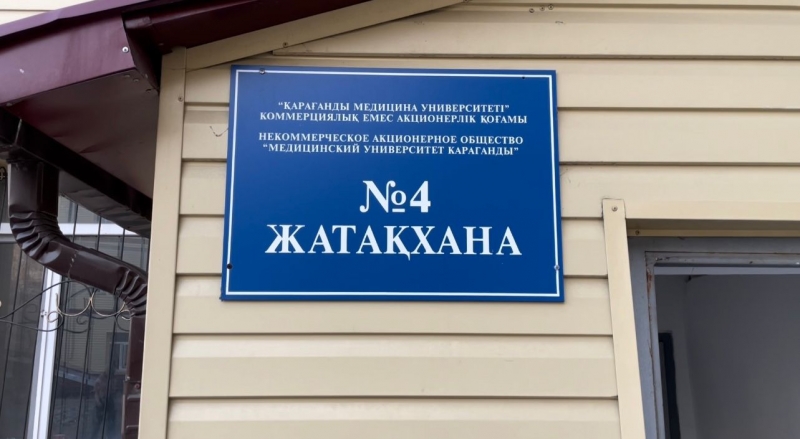 "ҚАРАҒАНДЫ МЕДИЦИНА УНИВЕРСИТЕТІ"
КОММЕРЦИЯЛЫҚ ЕМЕС АКЦИОНЕРЛІК ҚОҒАМЫ
НЕКОММЕРЧЕСКОЕ АКЦИОНЕРНОЕ ОБЩЕСТВО
"МЕДИЦИНСКИЙ УНИВЕРСИТЕТ КАРАГАНДЫ"
№4
ЖАТАҚХАНА